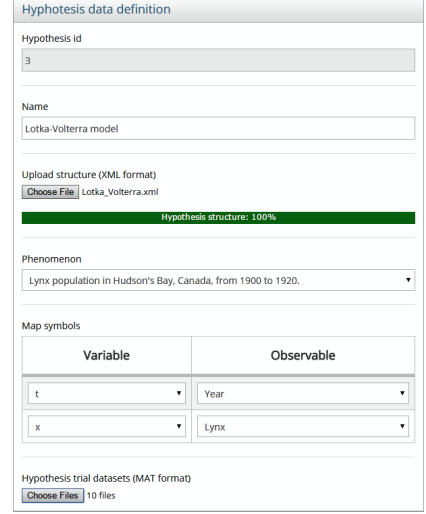 Hyphotesis data definition
Hypothesis id
3
Name
Lotka-Volterra model
Upload structure (XML format)
Choose File Lotka_Volterra.xml
Hypothesis structure: 100%
Phenomenon
Lynx population in Hudson's Bay, Canada, from 1900 to 1920.
Map symbols
Variable Observable
t Year
x Lynx
Hypothesis trial datasets (MAT format)
Choose Files 10 files